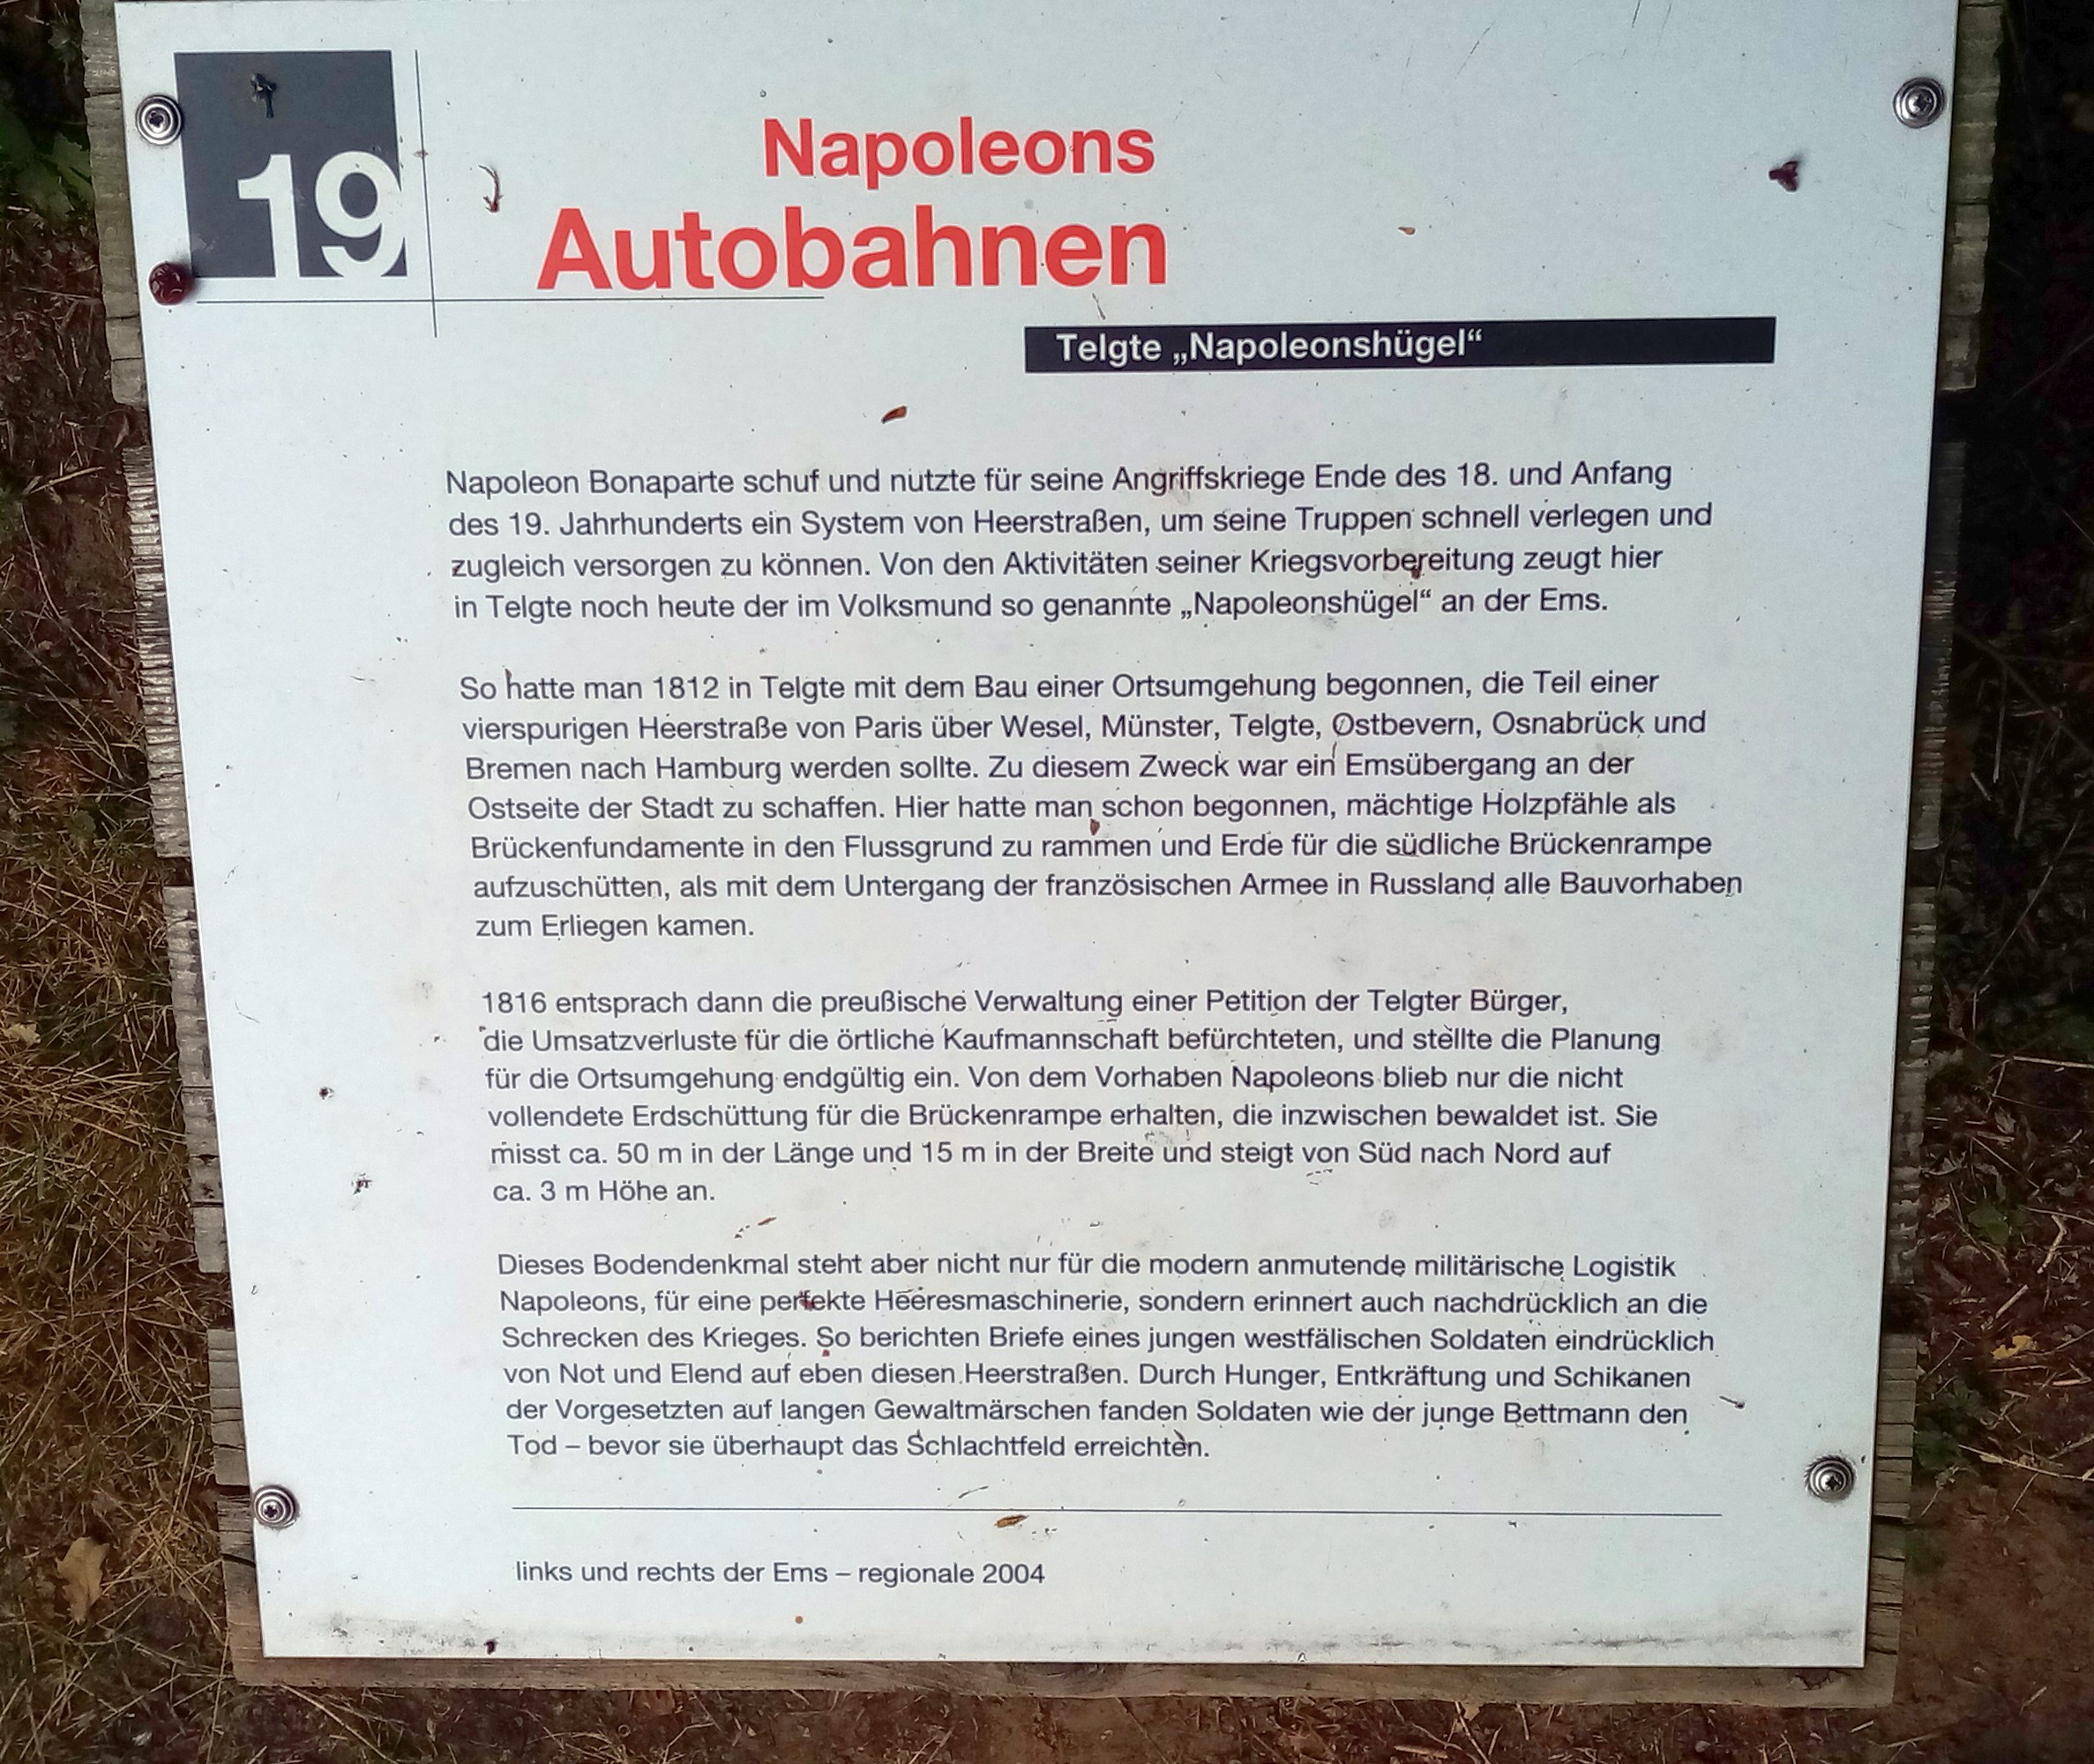 19
Napoleons
Autobahnen
Telgte „Napoleonshügel“
Napoleon Bonaparte schuf und nutzte für seine Angriffskriege Ende des 18. und Anfang
des 19. Jahrhunderts ein System von Heerstraßen, um seine Truppen schnell verlegen und
zugleich versorgen zu können. Von den Aktivitäten seiner Kriegsvorbereitung zeugt hier
in Telgte noch heute der im Volksmund so genannte „Napoleonshügel“ an der Ems.
So hatte man 1812 in Telgte mit dem Bau einer Ortsumgehung begonnen, die Teil einer
vierspurigen Heerstraße von Paris über Wesel, Münster, Telgte, Ostbevern, Osnabrück und
Bremen nach Hamburg werden sollte. Zu diesem Zweck war ein Emsübergang an der
Ostseite der Stadt zu schaffen. Hier hatte man schon begonnen, mächtige Holzpfähle als
Brückenfundamente in den Flussgrund zu rammen und Erde für die südliche Brückenrampe
aufzuschütten, als mit dem Untergang der französischen Armee in Russland alle Bauvorhaben
zum Erliegen kamen.
1816 entsprach dann die preußische Verwaltung einer Petition der Telgter Bürger,
die Umsatzverluste für die örtliche Kaufmannschaft befürchteten, und stellte die Planung
für die Ortsumgehung endgültig ein. Von dem Vorhaben Napoleons blieb nur die nicht
vollendete Erdschüttung für die Brückenrampe erhalten, die inzwischen bewaldet ist. Sie
misst ca. 50 m in der Länge und 15 m in der Breite und steigt von Süd nach Nord auf
ca. 3 m Höhe an.
Dieses Bodendenkmal steht aber nicht nur für die modern anmutende militärische Logistik
Napoleons, für eine perfekte Heeresmaschinerie, sondern erinnert auch nachdrücklich an die
Schrecken des Krieges. So berichten Briefe eines jungen westfälischen Soldaten eindrücklich
von Not und Elend auf eben diesen Heerstraßen. Durch Hunger, Entkräftung und Schikanen
der Vorgesetzten auf langen Gewaltmärschen fanden Soldaten wie der junge Bettmann den
Tod – bevor sie überhaupt das Schlachtfeld erreichten.
links und rechts der Ems – regionale 2004